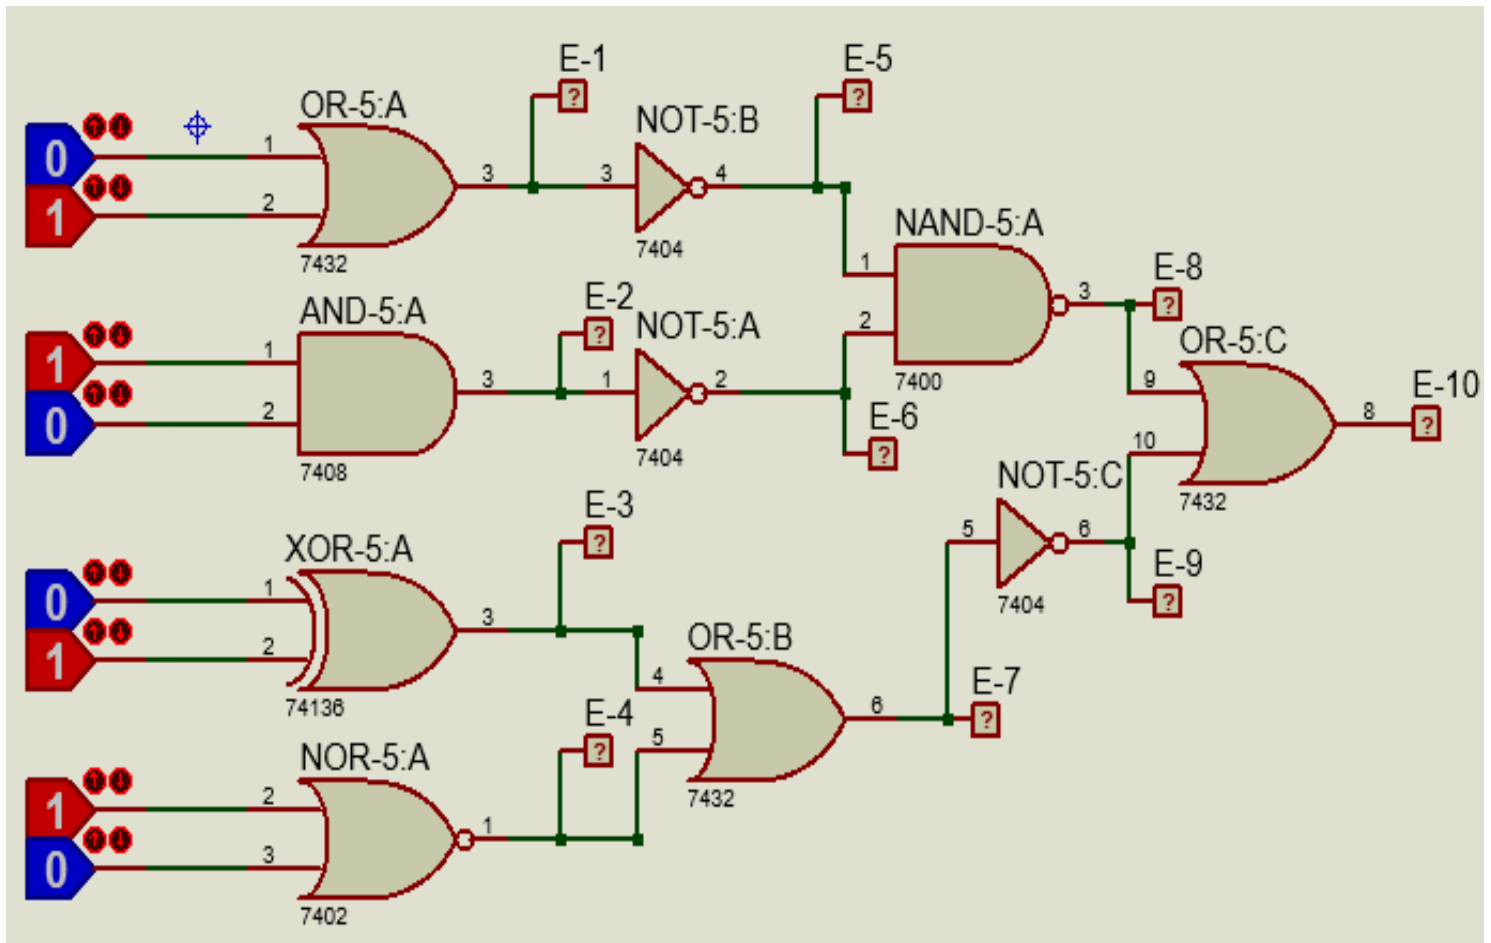 E-1
E-5
OR-5:A
NOT-5:B
0
1
1
2
3
3
4
7432
7404
NAND-5:A
1
2
3
7400
E-8
E-2
AND-5:A
NOT-5:A
1
0
1
2
3
1
2
7408
7404
E-6
OR-5:C
9
10
8
7432
E-10
E-3
NOT-5:C
5
6
7404
E-9
XOR-5:A
0
1
1
2
3
74136
OR-5:B
4
5
6
7432
E-7
E-4
NOR-5:A
1
0
2
3
1
7402
?
?
?
?
?
?
?
?
?
?